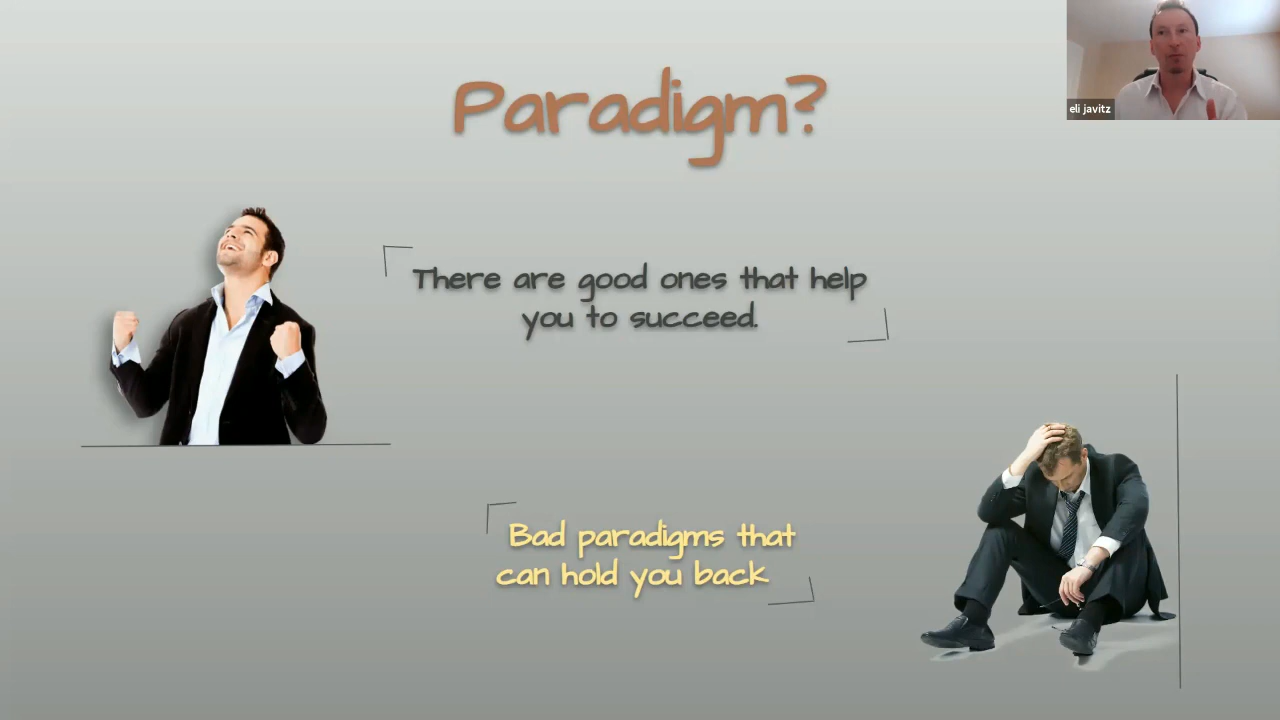 Paradigm?
eli javitz
There are good ones that help
you to succeed.
Bad paradigms that
can hold you back